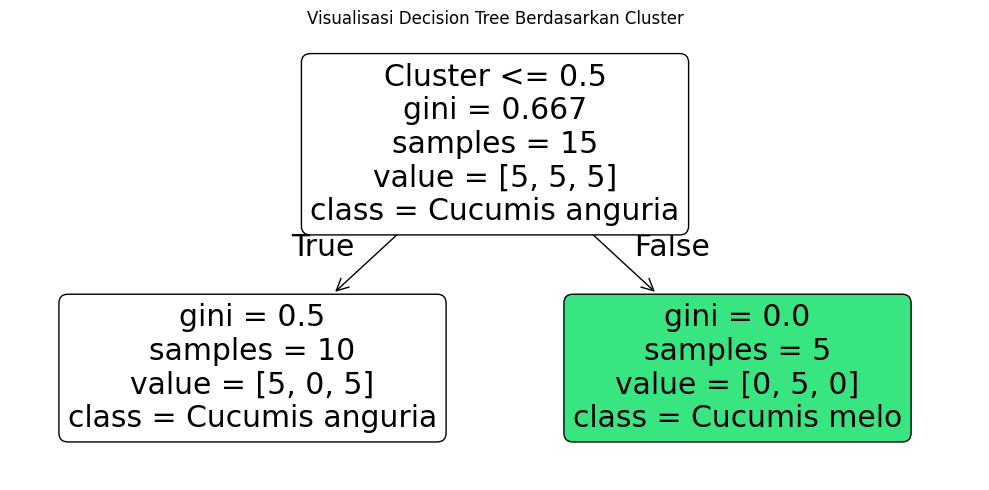 Visualisasi Decision Tree Berdasarkan Cluster
Cluster <= 0.5
gini = 0.667
samples = 15
value = [5, 5, 5]
class = Cucumis anguria
True
False
gini = 0.5
samples = 10
value = [5, 0, 5]
class = Cucumis anguria
gini = 0.0
samples = 5
value = [0, 5, 0]
class = Cucumis melo